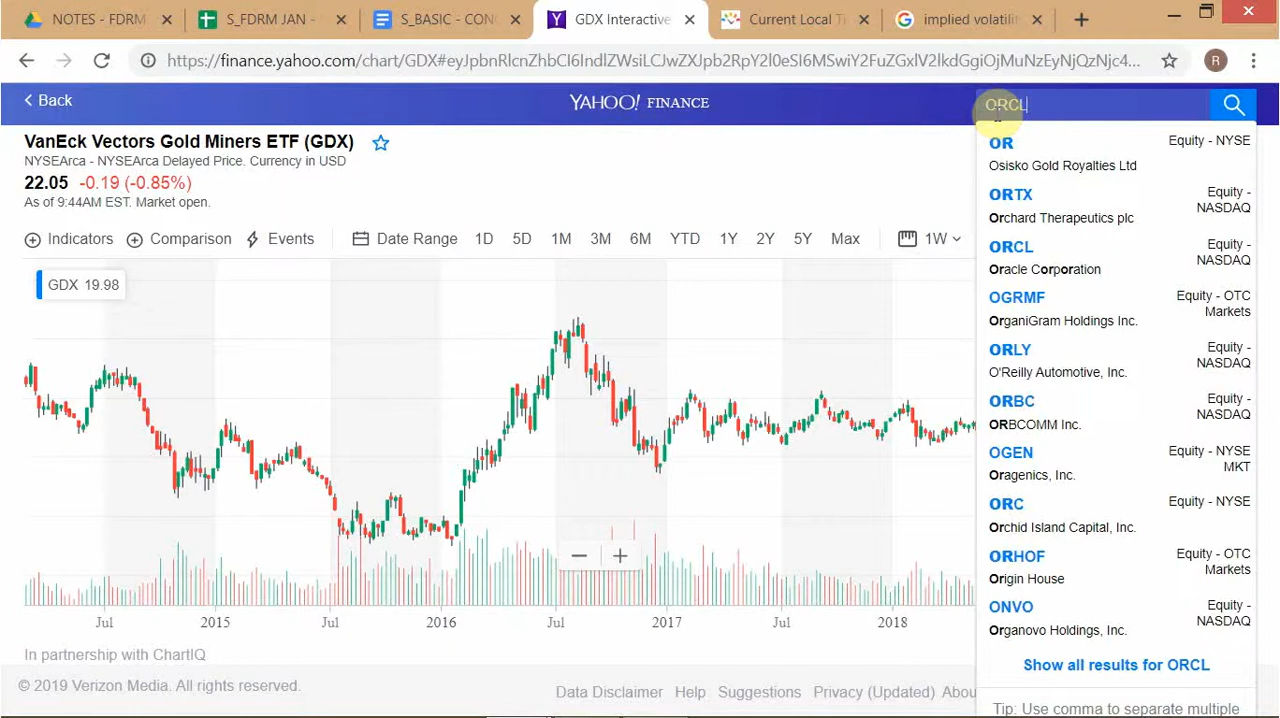 NOTES - FDRM
S_FDRM JAN -
S_BASIC - CON
GDX Interactive
Current Local Ti
implied volatili
https://finance.yahoo.com/chart/GDX#eyJpbnRlcnZhbCI6IndlZWsiLCJwZXJpb2RpY2l0eSI6MSwiY2FuZGxlV2lkdGgiOjMuNzEyNjQzNjc4...
R
Back
YAHOO! FINANCE
ORCL
VanEck Vectors Gold Miners ETF (GDX)
NYSEArca - NYSEArca Delayed Price. Currency in USD
22.05 -0.19 (-0.85%)
As of 9:44AM EST. Market open.
Indicators Comparison Events Date Range 1D 5D 1M 3M 6M YTD 1Y 2Y 5Y Max 1W
GDX 19.98
OR Equity - NYSE
Osisko Gold Royalties Ltd
ORTX Equity - NASDAQ
Orchard Therapeutics plc
ORCL Equity - NASDAQ
Oracle Corporation
OGRMF Equity - OTC Markets
OrganiGram Holdings Inc.
ORLY Equity - NASDAQ
O'Reilly Automotive, Inc.
ORBC Equity - NASDAQ
ORBCOMM Inc.
OGEN Equity - NYSE MKT
Oragenics, Inc.
ORC Equity - NYSE
Orchid Island Capital, Inc.
ORHOF Equity - OTC Markets
Origin House
ONVO Equity - NASDAQ
Organovo Holdings, Inc.
Show all results for ORCL
Tip: Use comma to separate multiple
Jul 2015 Jul 2016 Jul 2017 Jul 2018
In partnership with ChartIQ
© 2019 Verizon Media. All rights reserved.
Data Disclaimer Help Suggestions Privacy (Updated) Abou